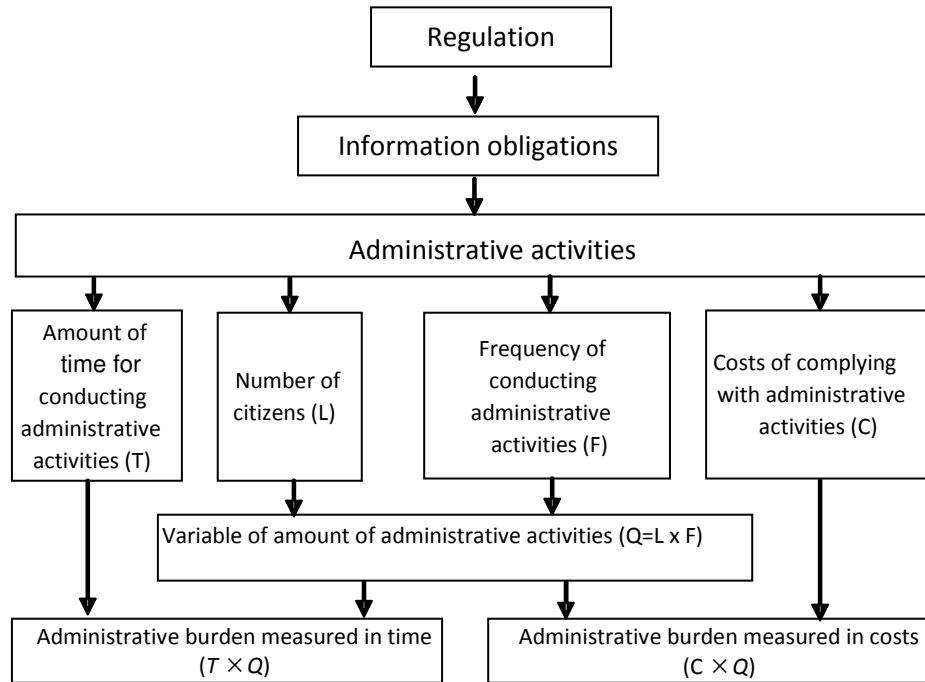 Regulation
Information obligations
Administrative activities
Amount of
time for
conducting
administrative
activities (T)
Number of
citizens (L)
Frequency of
conducting
administrative
activities (F)
Costs of complying
with administrative
activities (C)
Variable of amount of administrative activities (Q=L x F)
Administrative burden measured in time
(T × Q)
Administrative burden measured in costs
(C × Q)